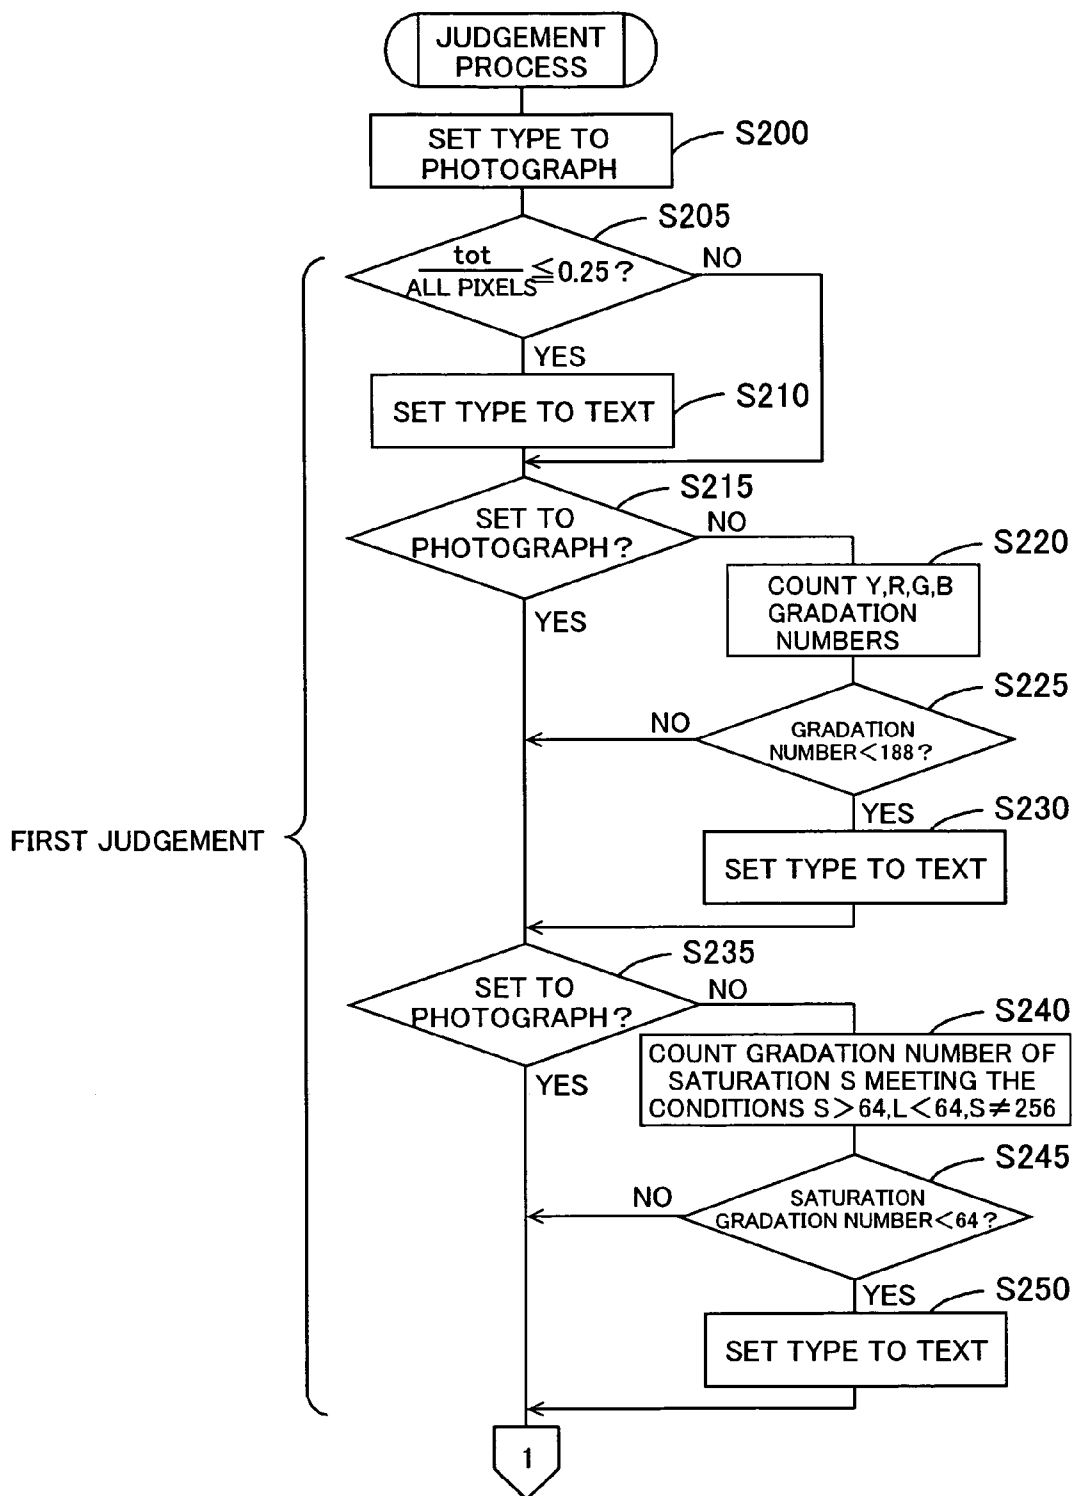 JUDGEMENT
PROCESS
SET TYPE TO
PHOTOGRAPH
S200
S205
tot
ALL PIXELS
≦0.25?
NO
YES
SET TYPE TO TEXT
S210
S215
SET TO
PHOTOGRAPH?
NO
YES
S220
COUNT Y,R,G,B
GRADATION
NUMBERS
S225
GRADATION
NUMBER<188?
NO
YES
S230
SET TYPE TO TEXT
FIRST JUDGEMENT
S235
SET TO
PHOTOGRAPH?
NO
YES
S240
COUNT GRADATION NUMBER OF
SATURATION S MEETING THE
CONDITIONS S>64,L<64,S≠256
S245
SATURATION
GRADATION NUMBER<64?
NO
YES
S250
SET TYPE TO TEXT
1